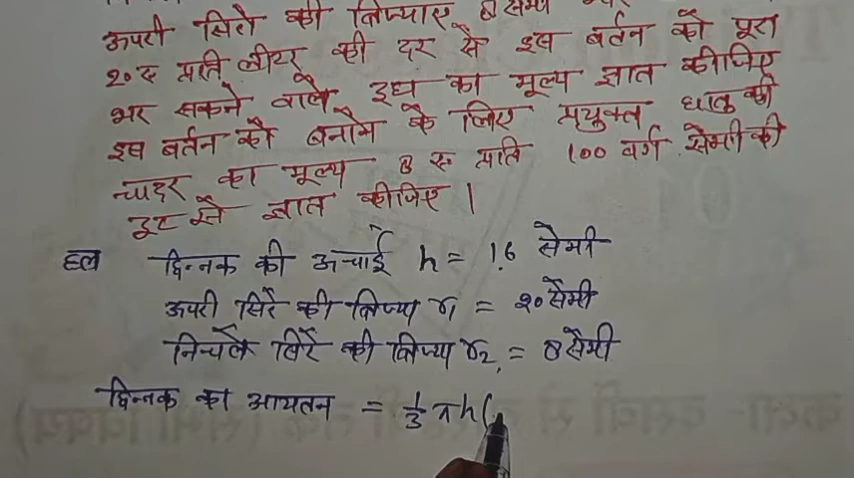 ऊपरी सिरों की त्रिज्याएँ 8 सेमी
20 रु प्रति लीटर की दर से इस बर्तन को पूरा
भर सकने वाले दूध का मूल्य ज्ञात कीजिए
इस बर्तन को बनाने के लिए प्रयुक्त धातु की
चादर का मूल्य 8 रु प्रति 100 वर्ग सेमी की
दर से ज्ञात कीजिए।
हल छिन्नक की ऊचाई h = 16 सेमी
ऊपरी सिरे की त्रिज्या r₁ = 20 सेमी
निचले सिरे की त्रिज्या r₂ = 8 सेमी
छिन्नक का आयतन = 1/3 πh(